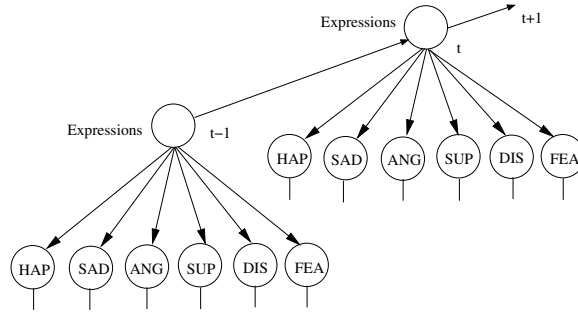 Expressions
t+1
t
Expressions
t−1
HAP SAD ANG SUP DIS FEA
HAP SAD ANG SUP DIS FEA